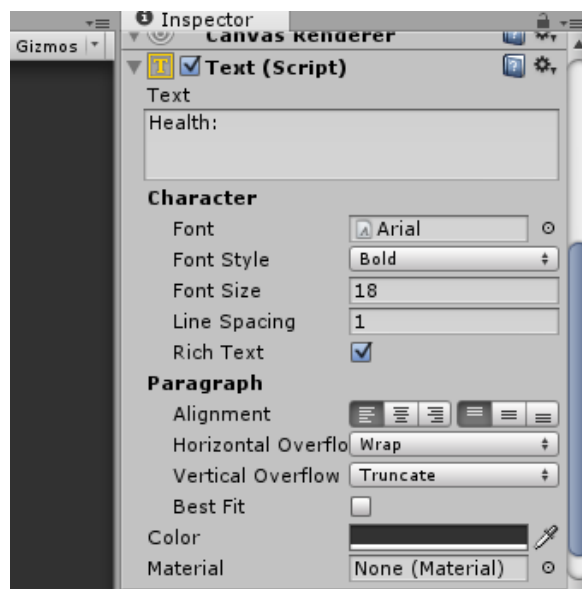 Inspector
Gizmos
Canvas Renderer
Text (Script)
Text
Health:
Character
Font Arial
Font Style Bold
Font Size 18
Line Spacing 1
Rich Text
Paragraph
Alignment
Horizontal Overflo Wrap
Vertical Overflow Truncate
Best Fit
Color
Material None (Material)